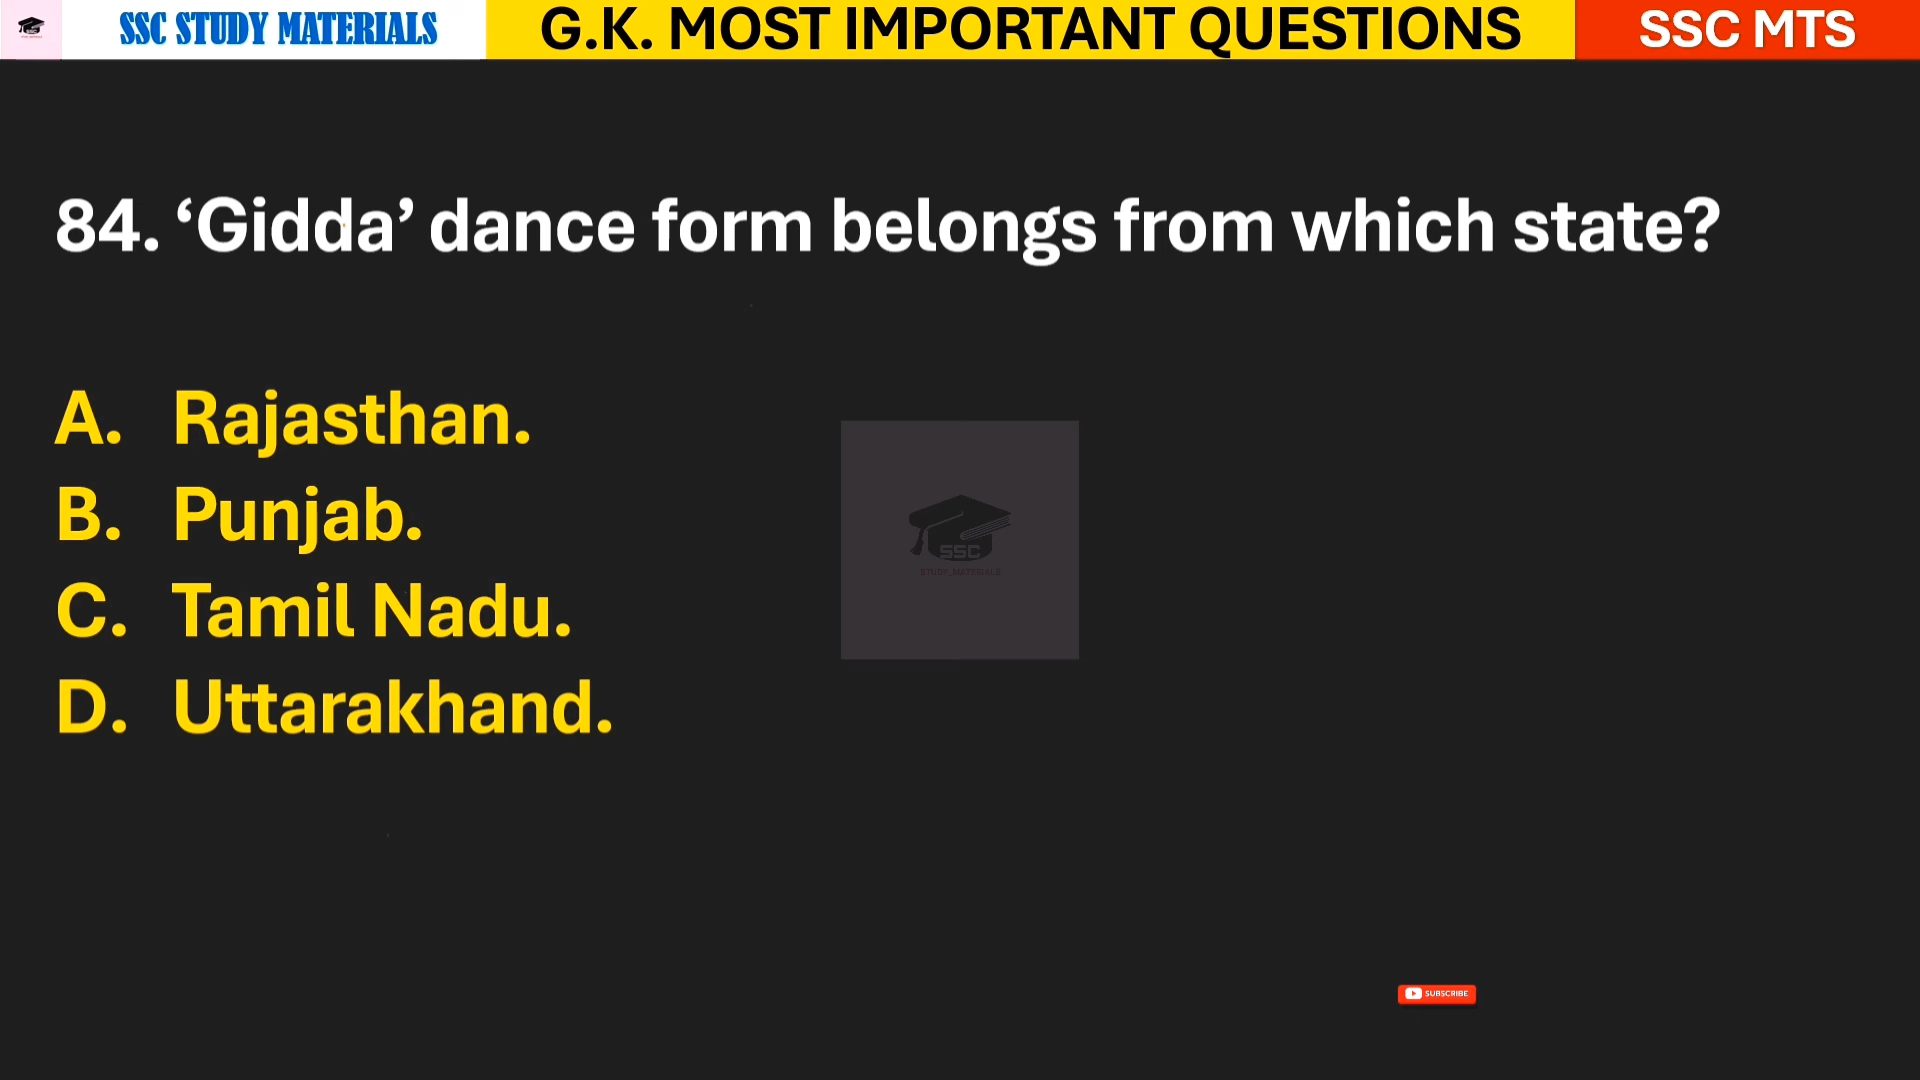 SSC STUDY MATERIALS
G.K. MOST IMPORTANT QUESTIONS
SSC MTS
84. ‘Gidda’ dance form belongs from which state?
A. Rajasthan.
B. Punjab.
C. Tamil Nadu.
D. Uttarakhand.
SSC
STUDY_MATERIALS
SUBSCRIBE